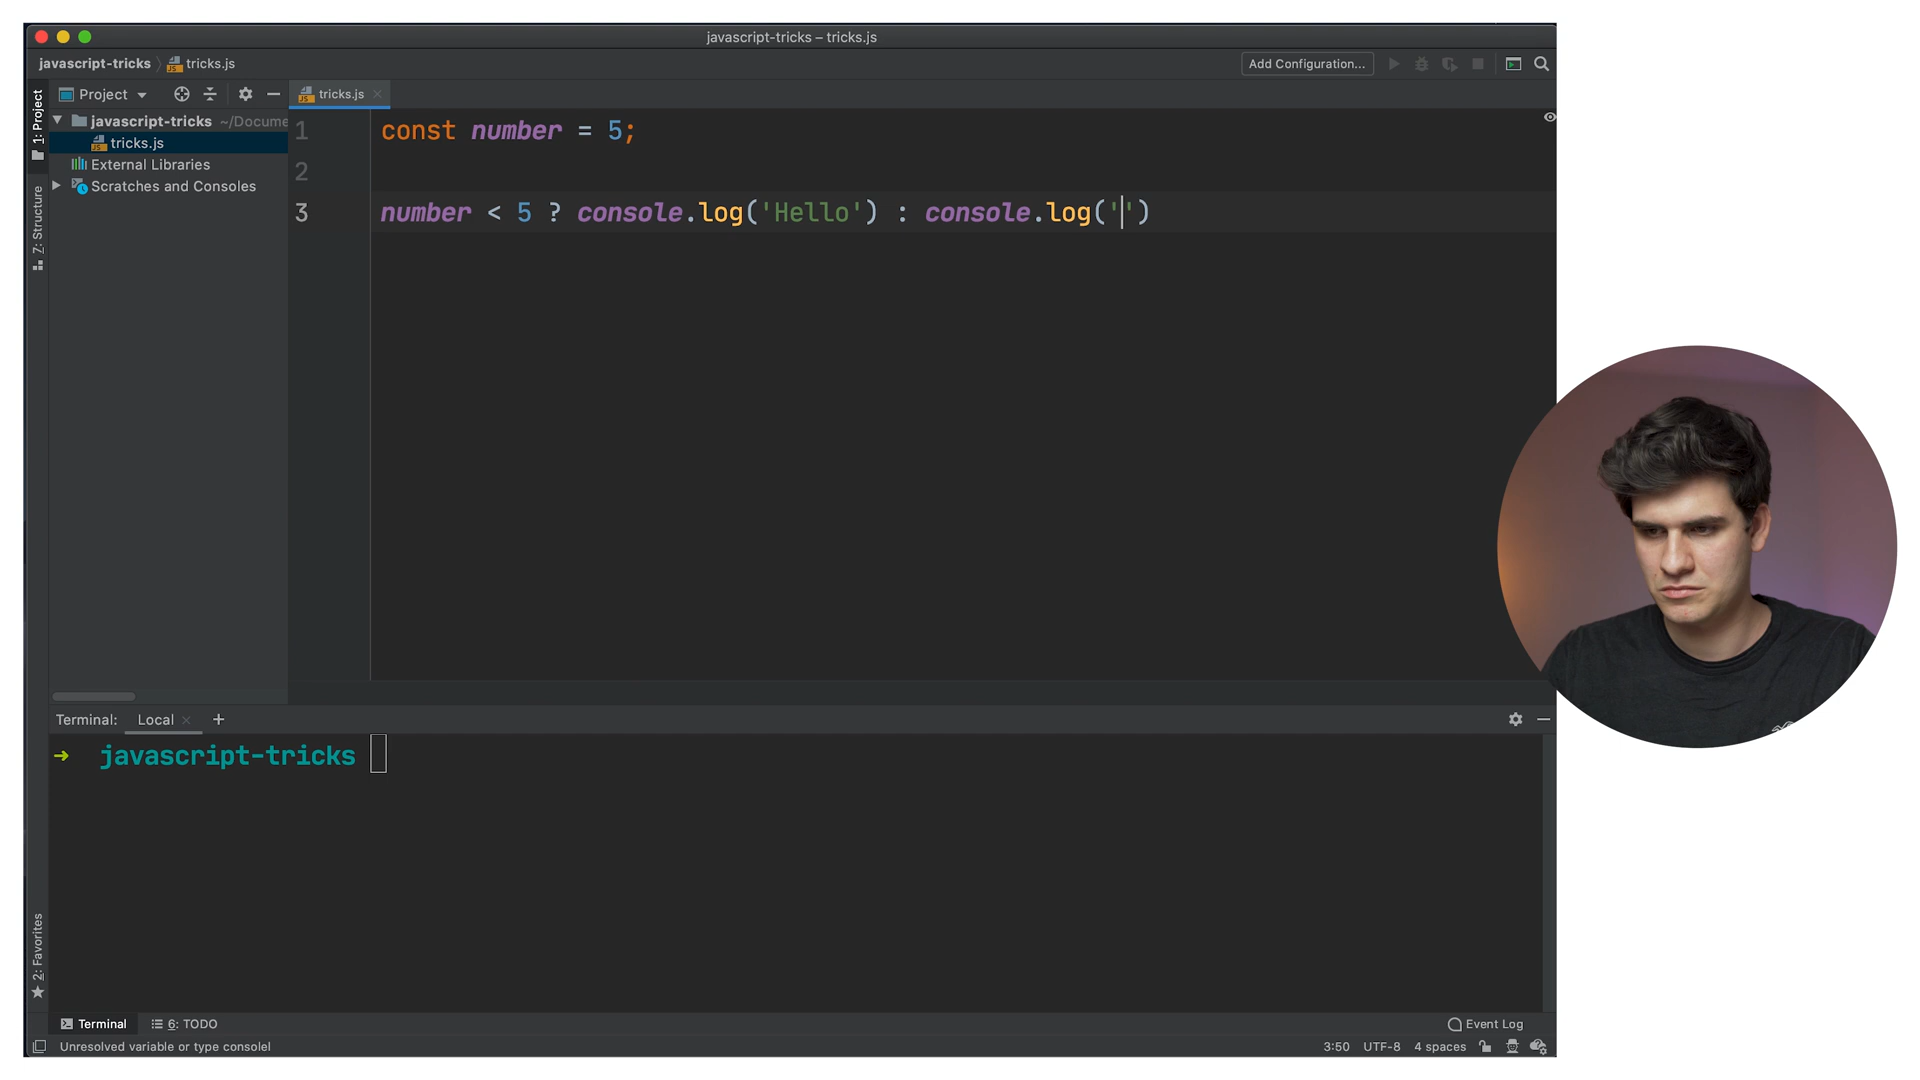 javascript-tricks – tricks.js
javascript-tricks tricks.js
Add Configuration...
Project
tricks.js
1: Project
javascript-tricks ~/Docume
tricks.js
External Libraries
Scratches and Consoles
Z: Structure
1 const number = 5;
2
3 number < 5 ? console.log('Hello') : console.log('')
Terminal: Local +
→ javascript-tricks
2: Favorites
Terminal 6: TODO
Event Log
Unresolved variable or type consolel
3:50 UTF-8 4 spaces